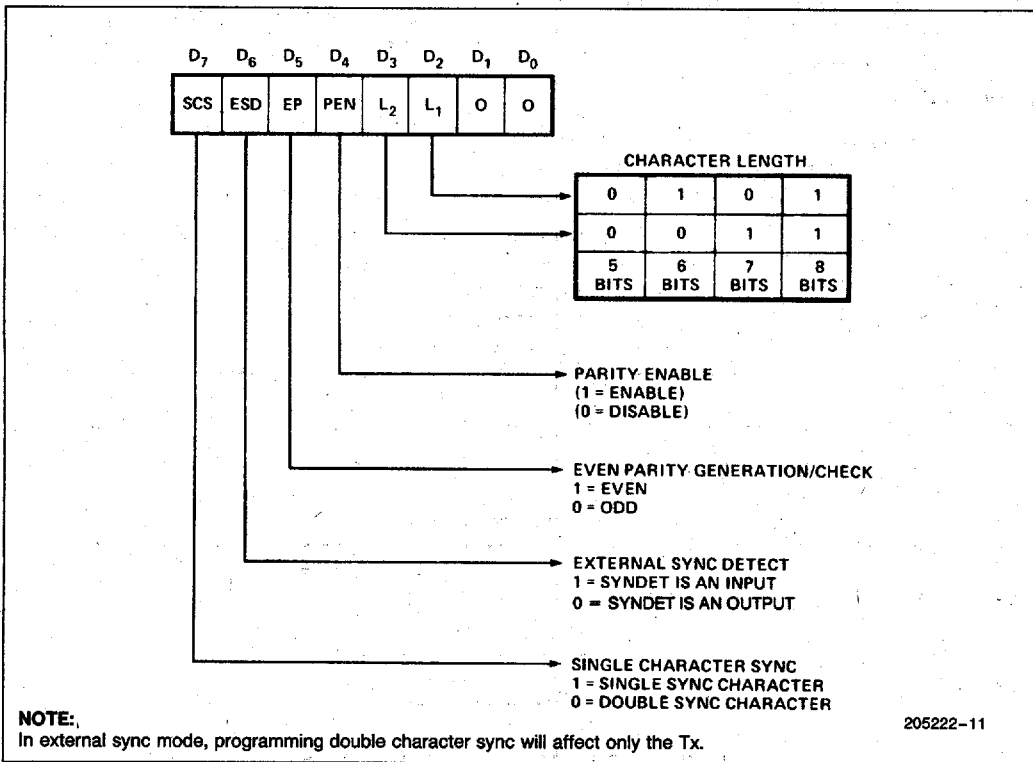 D7 D6 D5 D4 D3 D2 D1 D0
SCS ESD EP PEN L2 L1 0 0
CHARACTER LENGTH
0 1 0 1
0 0 1 1
5 BITS 6 BITS 7 BITS 8 BITS
PARITY ENABLE
(1 = ENABLE)
(0 = DISABLE)
EVEN PARITY GENERATION/CHECK
1 = EVEN
0 = ODD
EXTERNAL SYNC DETECT
1 = SYNDET IS AN INPUT
0 = SYNDET IS AN OUTPUT
SINGLE CHARACTER SYNC
1 = SINGLE SYNC CHARACTER
0 = DOUBLE SYNC CHARACTER
NOTE:
In external sync mode, programming double character sync will affect only the Tx.
205222-11